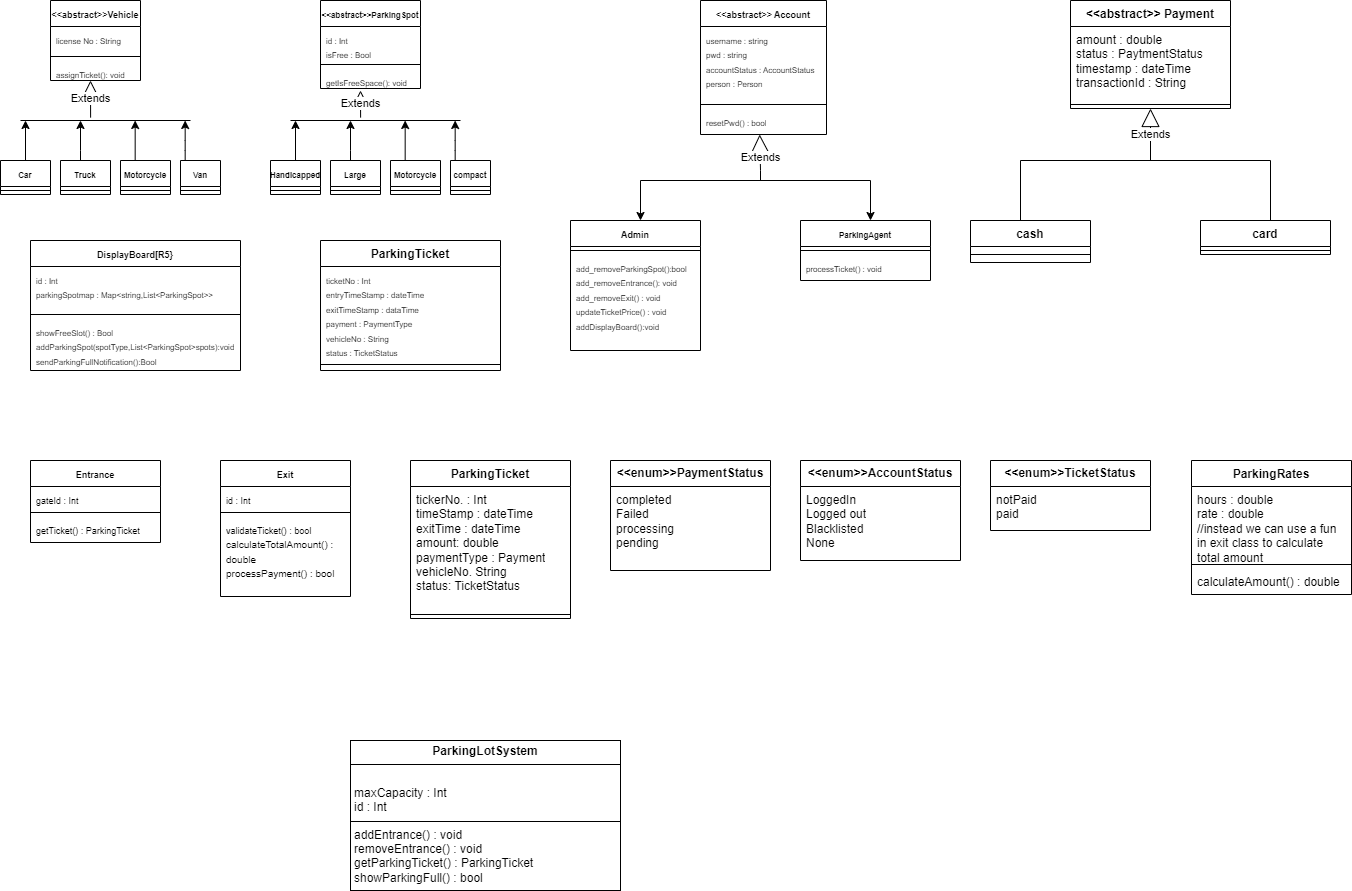 <<abstract>>Vehicle
license No : String
assignTicket(): void
Extends
Car
Truck
Motorcycle
Van
<<abstract>>ParkingSpot
id : Int
isFree : Bool
getIsFreeSpace(): void
Extends
Handicapped
Large
Motorcycle
compact
<<abstract>> Account
username : string
pwd : string
accountStatus : AccountStatus
person : Person
resetPwd() : bool
Extends
Admin
add_removeParkingSpot():bool
add_removeEntrance(): void
add_removeExit() : void
updateTicketPrice() : void
addDisplayBoard():void
ParkingAgent
processTicket() : void
<<abstract>> Payment
amount : double
status : PaytmentStatus
timestamp : dateTime
transactionId : String
Extends
cash
card
DisplayBoard[R5}
id : Int
parkingSpotmap : Map<string,List<ParkingSpot>>
showFreeSlot() : Bool
addParkingSpot(spotType,List<ParkingSpot>spots):void
sendParkingFullNotification():Bool
ParkingTicket
ticketNo : Int
entryTimeStamp : dateTime
exitTimeStamp : dataTime
payment : PaymentType
vehicleNo : String
status : TicketStatus
Entrance
gateId : Int
getTicket() : ParkingTicket
Exit
id : Int
validateTicket() : bool
calculateTotalAmount() :
double
processPayment() : bool
ParkingTicket
tickerNo. : Int
timeStamp : dateTime
exitTime : dateTime
amount: double
paymentType : Payment
vehicleNo. String
status: TicketStatus
<<enum>>PaymentStatus
completed
Failed
processing
pending
<<enum>>AccountStatus
LoggedIn
Logged out
Blacklisted
None
<<enum>>TicketStatus
notPaid
paid
ParkingRates
hours : double
rate : double
//instead we can use a fun
in exit class to calculate
total amount
calculateAmount() : double
ParkingLotSystem
maxCapacity : Int
id : Int
addEntrance() : void
removeEntrance() : void
getParkingTicket() : ParkingTicket
showParkingFull() : bool